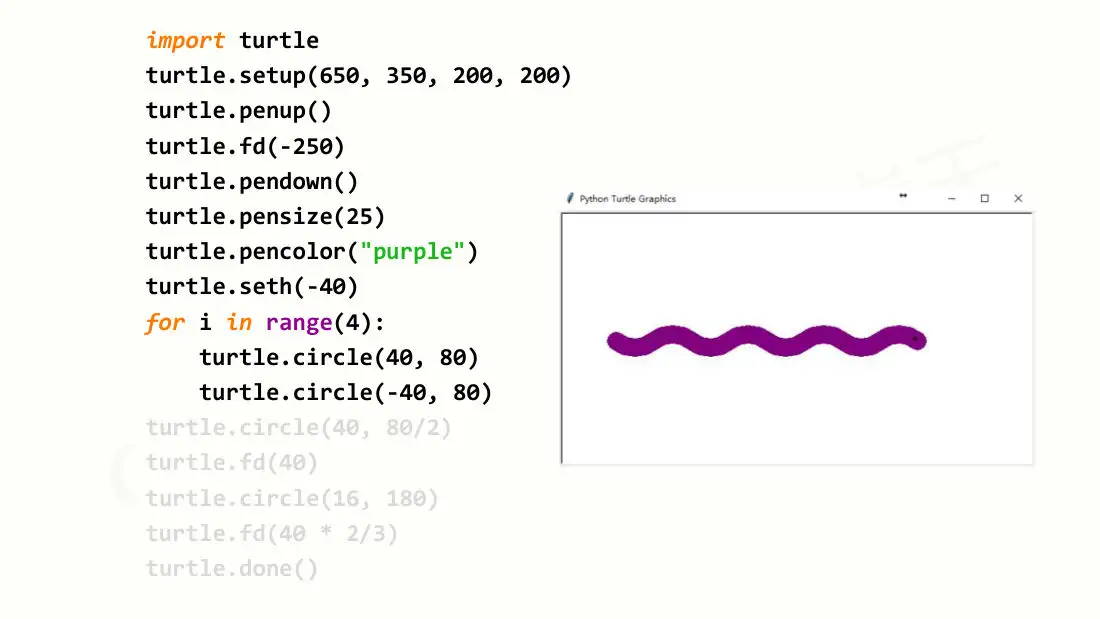 import turtle
turtle.setup(650, 350, 200, 200)
turtle.penup()
turtle.fd(-250)
turtle.pendown()
turtle.pensize(25)
turtle.pencolor("purple")
turtle.seth(-40)
for i in range(4):
    turtle.circle(40, 80)
    turtle.circle(-40, 80)
turtle.circle(40, 80/2)
turtle.fd(40)
turtle.circle(16, 180)
turtle.fd(40 * 2/3)
turtle.done()
Python Turtle Graphics